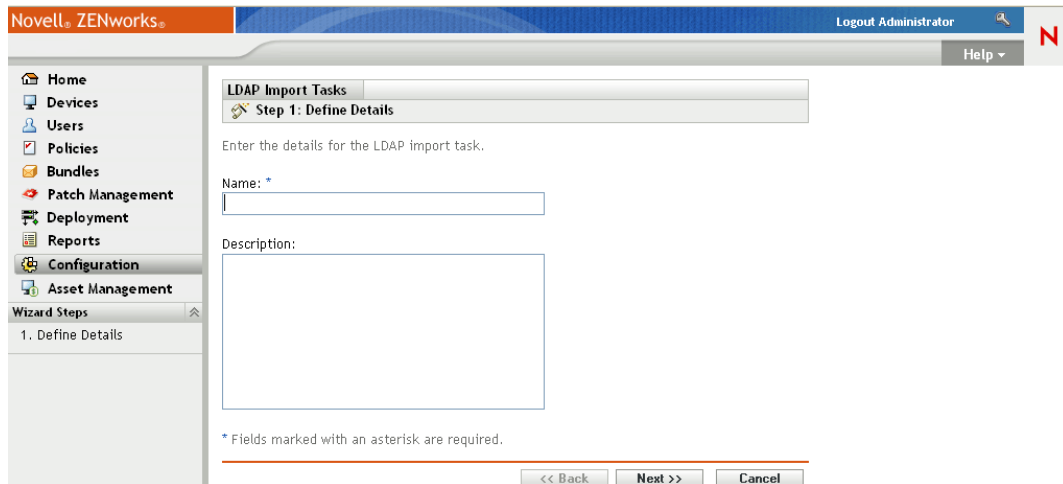 Novell® ZENworks®
Logout Administrator
N
Help
Home
Devices
Users
Policies
Bundles
Patch Management
Deployment
Reports
Configuration
Asset Management
Wizard Steps
1. Define Details
LDAP Import Tasks
Step 1: Define Details
Enter the details for the LDAP import task.
Name: *
Description:
* Fields marked with an asterisk are required.
<< Back
Next >>
Cancel